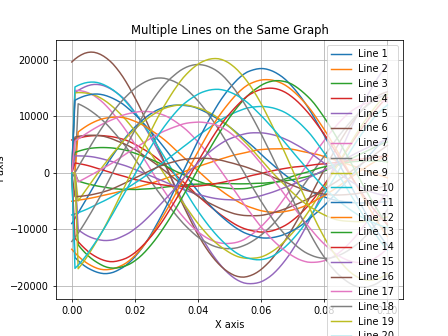 Multiple Lines on the Same Graph
20000
10000
0
−10000
−20000
0.00
0.02
0.04
0.06
X axis
Line 1
Line 2
Line 3
Line 4
Line 5
Line 6
Line 7
Line 8
Line 9
Line 10
Line 11
Line 12
Line 13
Line 14
Line 15
Line 16
Line 17
Line 18
Line 19
Line 20